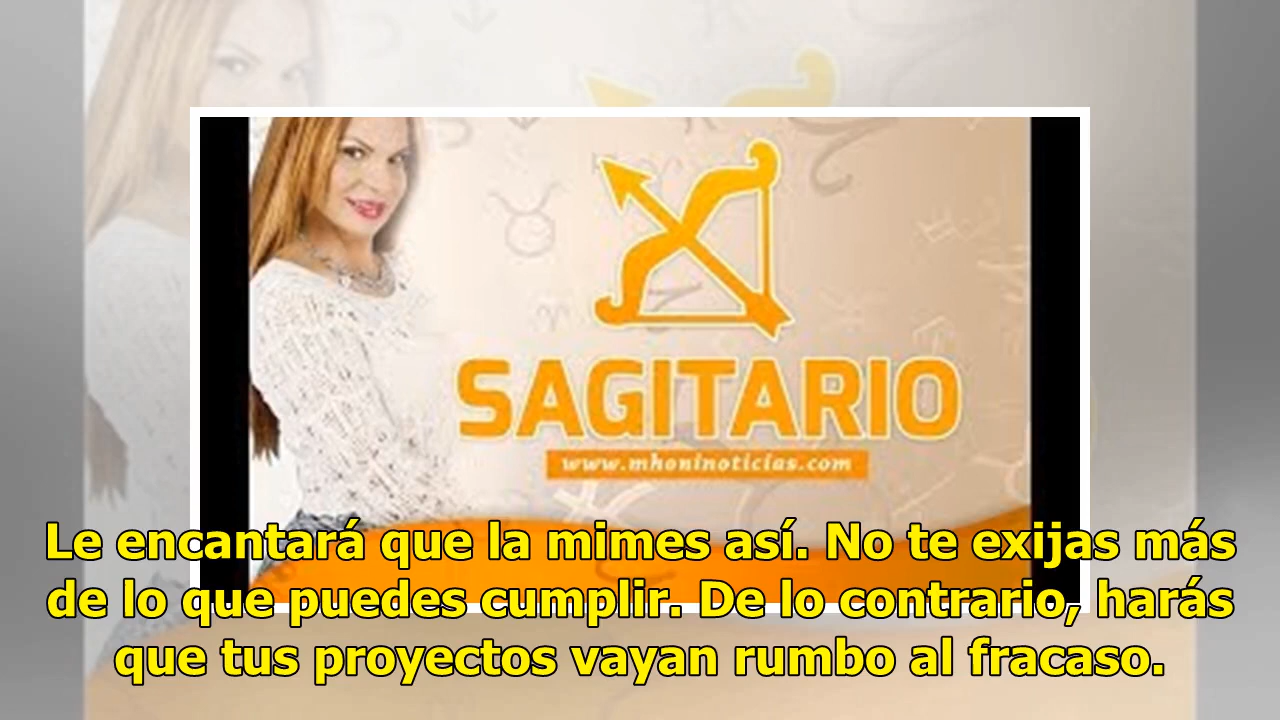 SAGITARIO
www.mhoninoticias.com
Le encantará que la mimes así. No te exijas más
de lo que puedes cumplir. De lo contrario, harás
que tus proyectos vayan rumbo al fracaso.